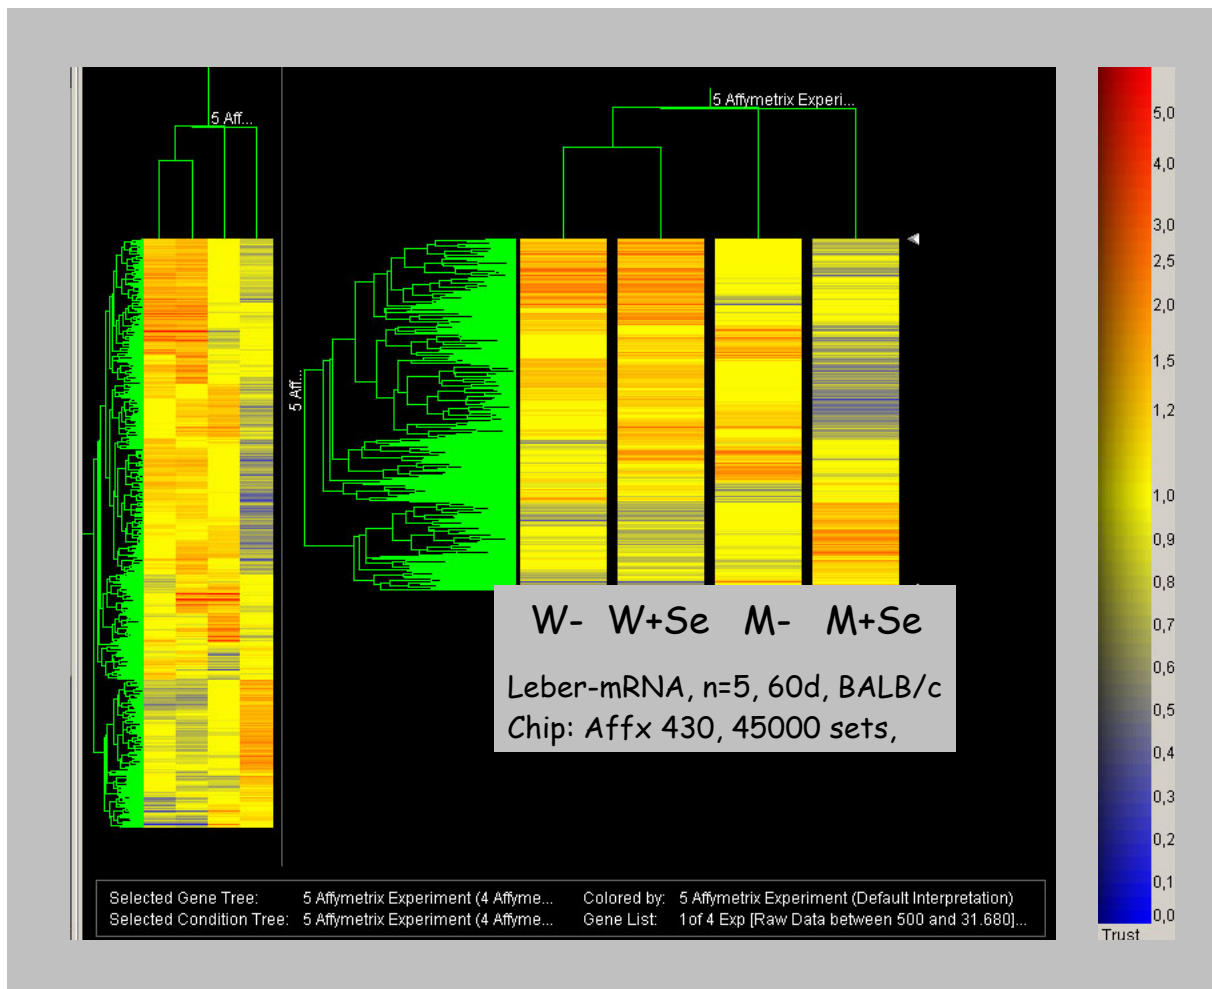 5 Aff...
5 Affymetrix Experi...
5 Aff...
W- W+Se M- M+Se
Leber-mRNA, n=5, 60d, BALB/c
Chip: Affx 430, 45000 sets,
Selected Gene Tree: 5 Affymetrix Experiment (4 Affyme... Colored by: 5 Affymetrix Experiment (Default Interpretation)
Selected Condition Tree: 5 Affymetrix Experiment (4 Affyme... Gene List: 1of 4 Exp [Raw Data between 500 and 31.680]...
5,0
4,0
3,0
2,5
2,0
1,5
1,2
1,0
0,9
0,8
0,7
0,6
0,5
0,4
0,3
0,2
0,1
0,0
Trust